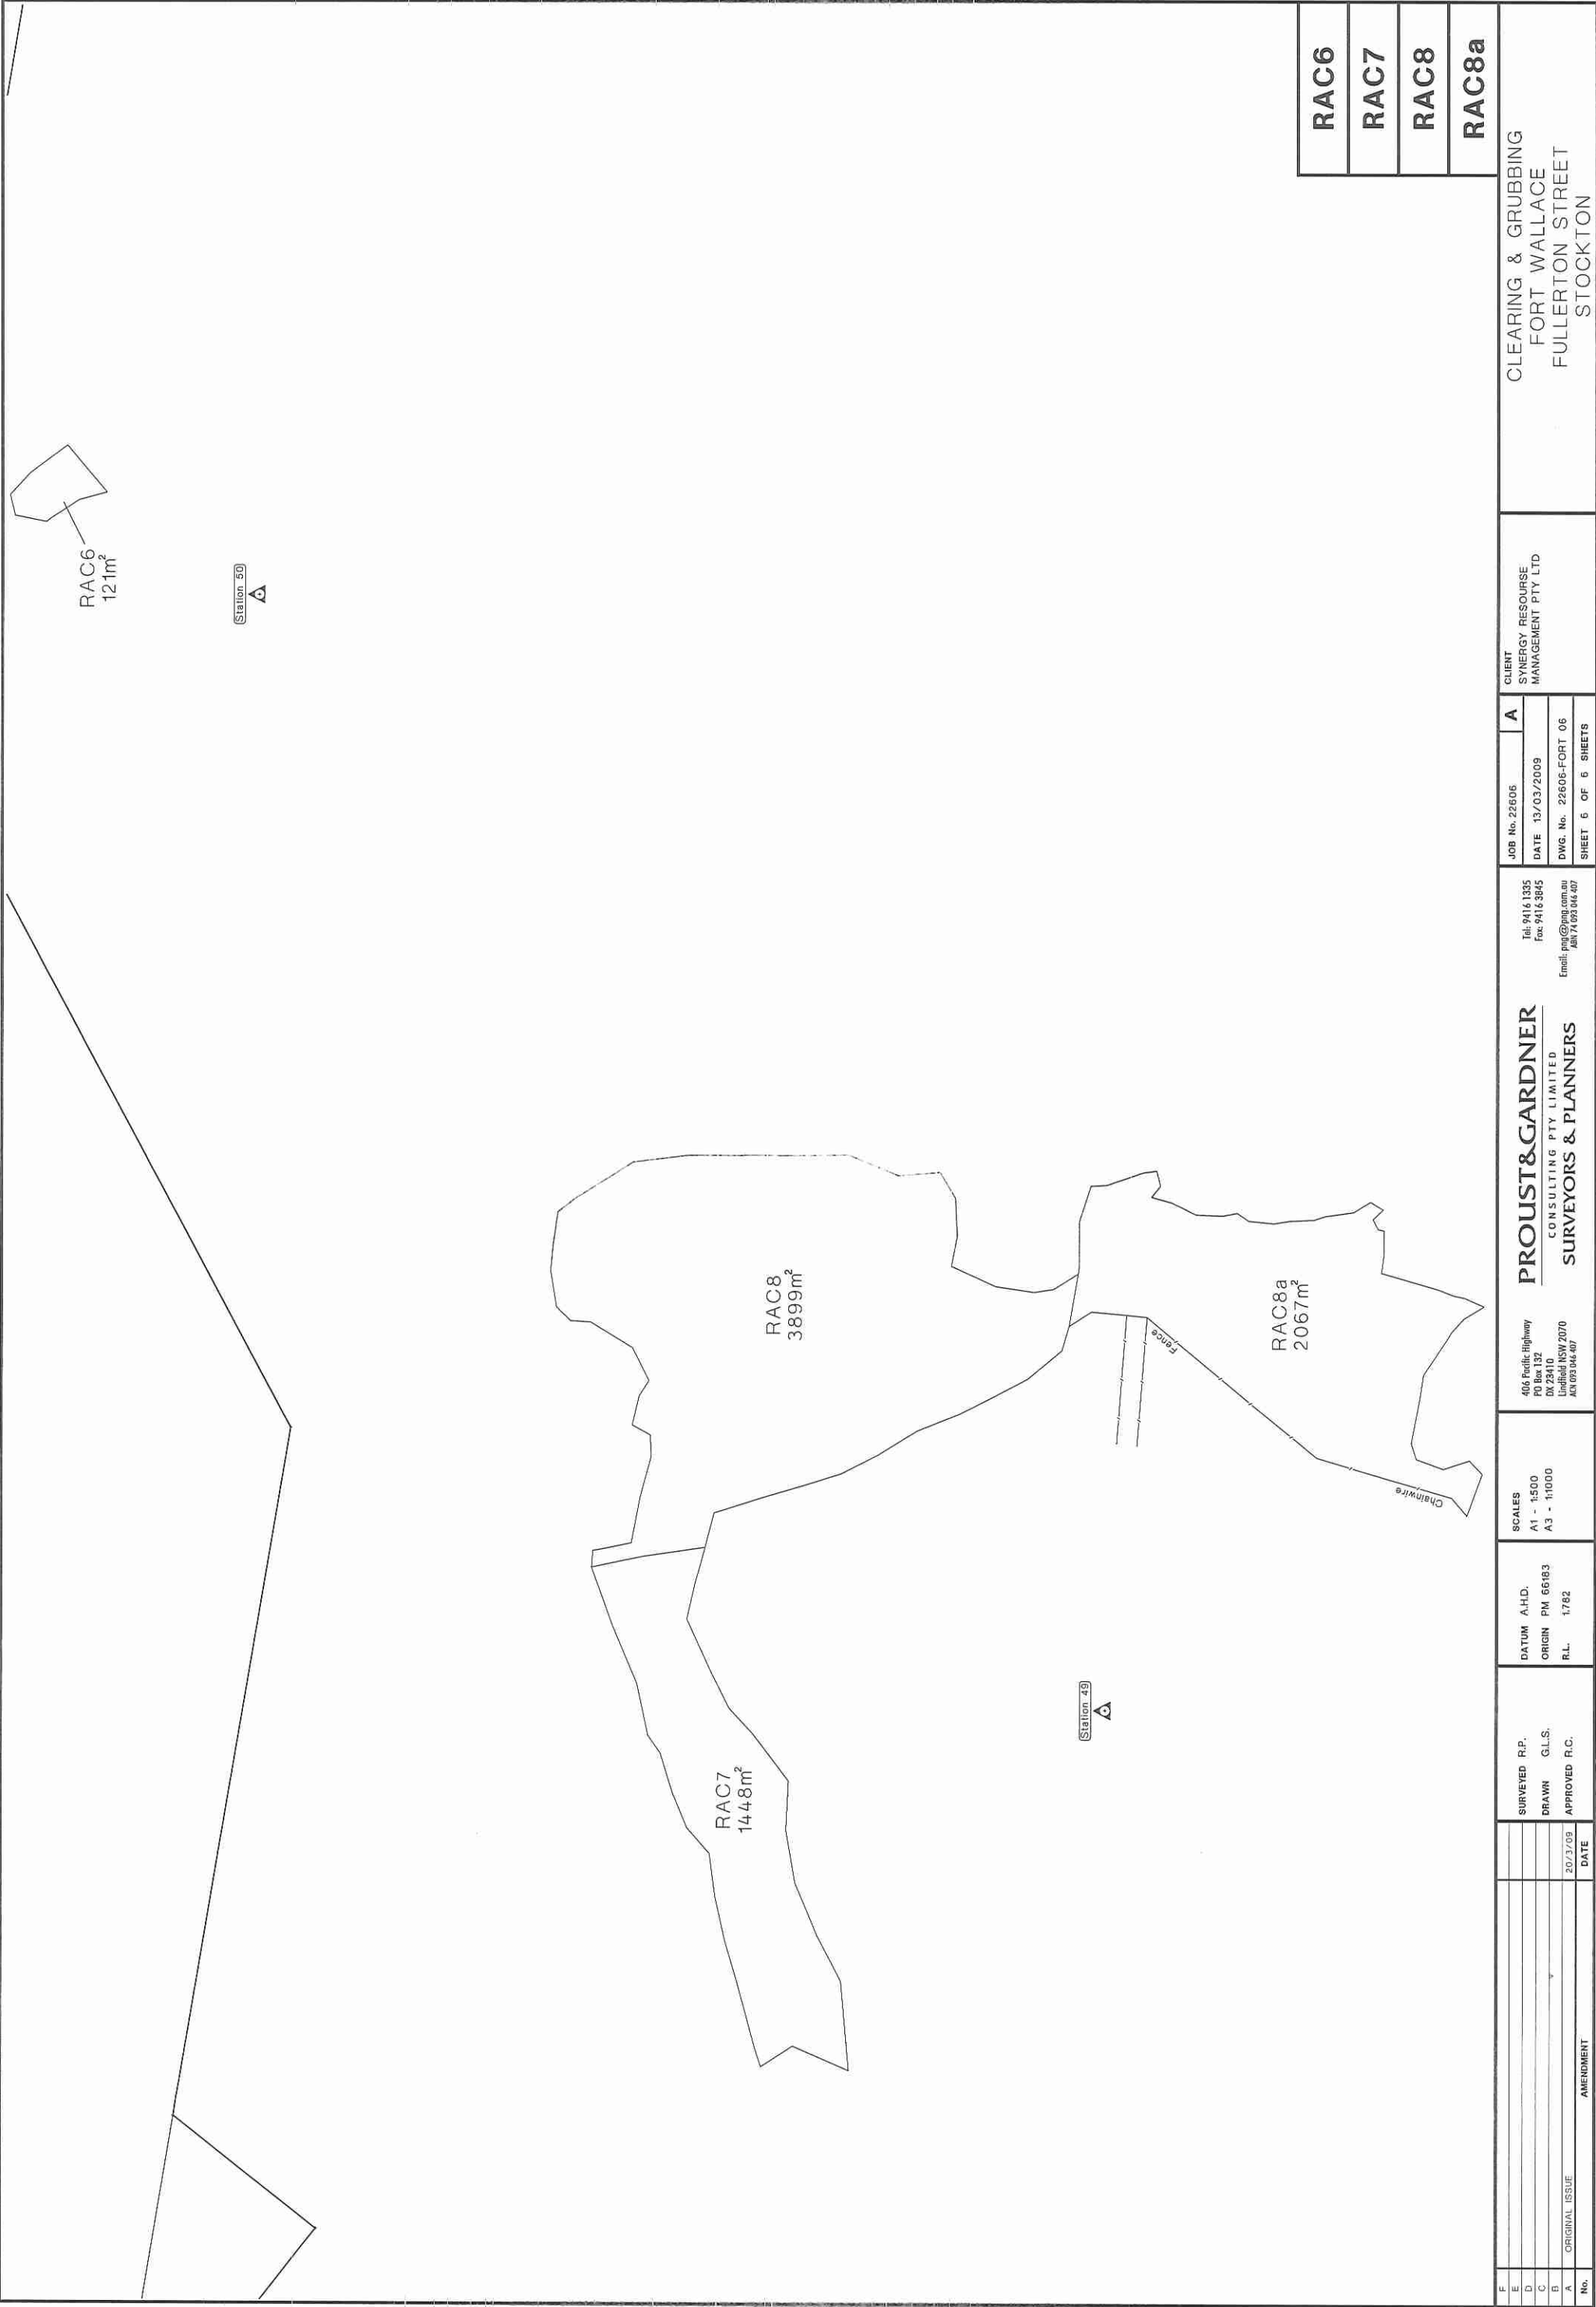 RAC6
121m²
Station 50
RAC8
3899m²
RAC7
1448m²
Station 49
RAC8a
2067m²
Fence
Chainwire
RAC6
RAC7
RAC8
RAC8a
F
E
D
C
B
A ORIGINAL ISSUE 20/3/09
No. AMENDMENT DATE
SURVEYED R.P.
DRAWN G.L.S.
APPROVED R.C.
DATUM A.H.D.
ORIGIN PM 66183
R.L. 1.782
SCALES
A1 - 1:500
A3 - 1:1000
406 Pacific Highway
PO Box 132
DX 23410
Lindfield NSW 2070
ACN 093 046 407
PROUST&GARDNER
CONSULTING PTY LIMITED
SURVEYORS & PLANNERS
Tel: 9416 1335
Fax: 9416 3845
Email: png@png.com.au
ABN 74 093 046 407
JOB No. 22606 A
DATE 13/03/2009
DWG. No. 22606-FORT 06
SHEET 6 OF 6 SHEETS
CLIENT
SYNERGY RESOURSE
MANAGEMENT PTY LTD
CLEARING & GRUBBING
FORT WALLACE
FULLERTON STREET
STOCKTON